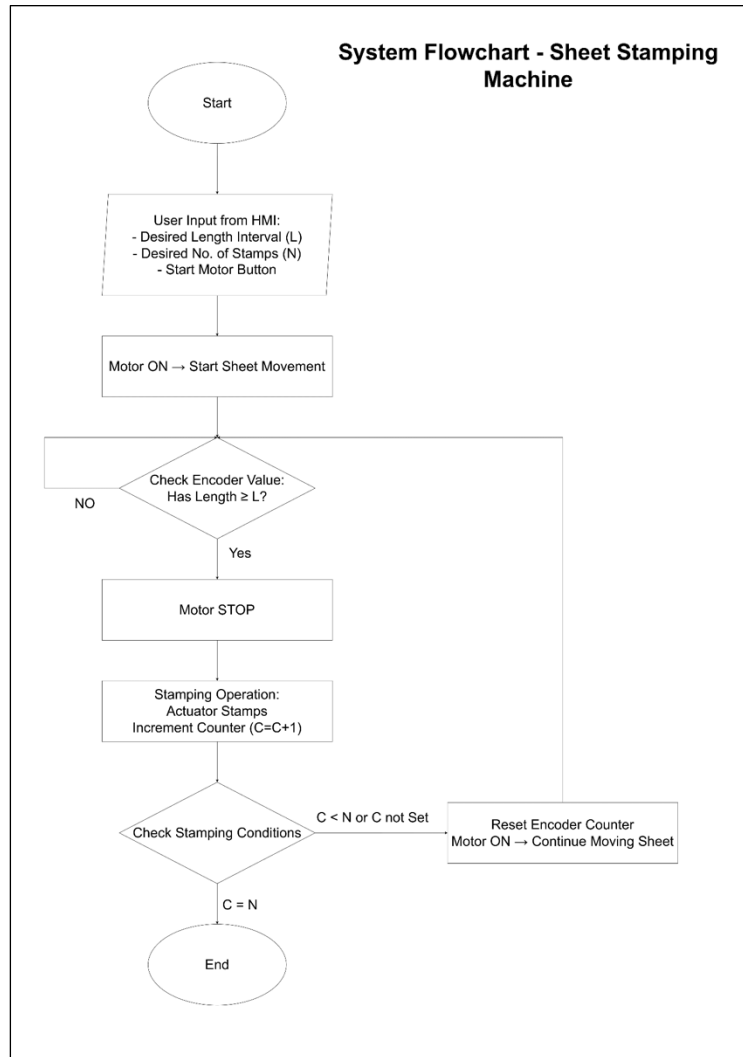 System Flowchart - Sheet Stamping
Machine
Start
User Input from HMI:
- Desired Length Interval (L)
- Desired No. of Stamps (N)
- Start Motor Button
Motor ON → Start Sheet Movement
Check Encoder Value:
Has Length ≥ L?
NO
Yes
Motor STOP
Stamping Operation:
Actuator Stamps
Increment Counter (C=C+1)
Check Stamping Conditions
C < N or C not Set
Reset Encoder Counter
Motor ON → Continue Moving Sheet
C = N
End